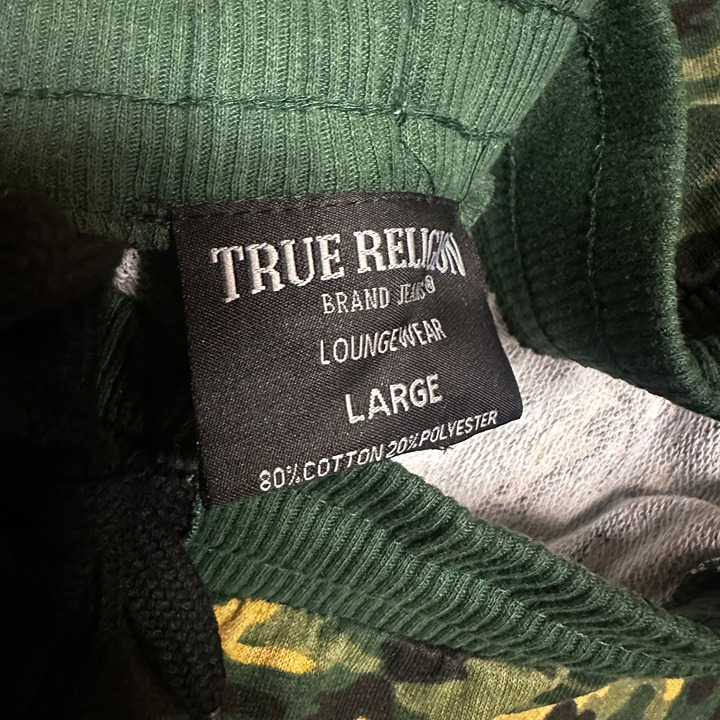 TRUE RELIGION
BRAND JEANS®
LOUNGEWEAR
LARGE
80% COTTON 20% POLYESTER